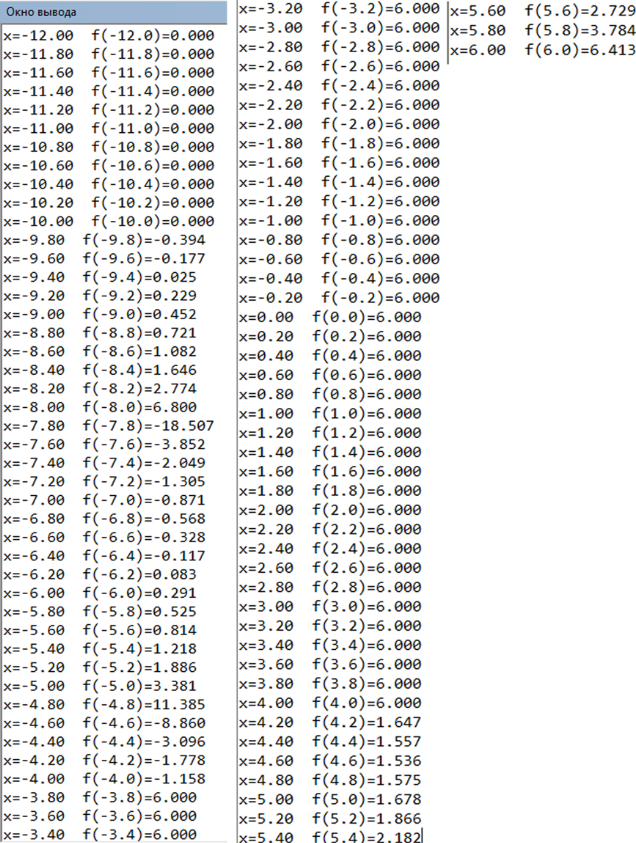 Окно вывода
x=-12.00 f(-12.0)=0.000
x=-11.80 f(-11.8)=0.000
x=-11.60 f(-11.6)=0.000
x=-11.40 f(-11.4)=0.000
x=-11.20 f(-11.2)=0.000
x=-11.00 f(-11.0)=0.000
x=-10.80 f(-10.8)=0.000
x=-10.60 f(-10.6)=0.000
x=-10.40 f(-10.4)=0.000
x=-10.20 f(-10.2)=0.000
x=-10.00 f(-10.0)=0.000
x=-9.80 f(-9.8)=-0.394
x=-9.60 f(-9.6)=-0.177
x=-9.40 f(-9.4)=0.025
x=-9.20 f(-9.2)=0.229
x=-9.00 f(-9.0)=0.452
x=-8.80 f(-8.8)=0.721
x=-8.60 f(-8.6)=1.082
x=-8.40 f(-8.4)=1.646
x=-8.20 f(-8.2)=2.774
x=-8.00 f(-8.0)=6.800
x=-7.80 f(-7.8)=-18.507
x=-7.60 f(-7.6)=-3.852
x=-7.40 f(-7.4)=-2.049
x=-7.20 f(-7.2)=-1.305
x=-7.00 f(-7.0)=-0.871
x=-6.80 f(-6.8)=-0.568
x=-6.60 f(-6.6)=-0.328
x=-6.40 f(-6.4)=-0.117
x=-6.20 f(-6.2)=0.083
x=-6.00 f(-6.0)=0.291
x=-5.80 f(-5.8)=0.525
x=-5.60 f(-5.6)=0.814
x=-5.40 f(-5.4)=1.218
x=-5.20 f(-5.2)=1.886
x=-5.00 f(-5.0)=3.381
x=-4.80 f(-4.8)=11.385
x=-4.60 f(-4.6)=-8.860
x=-4.40 f(-4.4)=-3.096
x=-4.20 f(-4.2)=-1.778
x=-4.00 f(-4.0)=-1.158
x=-3.80 f(-3.8)=6.000
x=-3.60 f(-3.6)=6.000
x=-3.40 f(-3.4)=6.000
x=-3.20 f(-3.2)=6.000
x=-3.00 f(-3.0)=6.000
x=-2.80 f(-2.8)=6.000
x=-2.60 f(-2.6)=6.000
x=-2.40 f(-2.4)=6.000
x=-2.20 f(-2.2)=6.000
x=-2.00 f(-2.0)=6.000
x=-1.80 f(-1.8)=6.000
x=-1.60 f(-1.6)=6.000
x=-1.40 f(-1.4)=6.000
x=-1.20 f(-1.2)=6.000
x=-1.00 f(-1.0)=6.000
x=-0.80 f(-0.8)=6.000
x=-0.60 f(-0.6)=6.000
x=-0.40 f(-0.4)=6.000
x=-0.20 f(-0.2)=6.000
x=0.00 f(0.0)=6.000
x=0.20 f(0.2)=6.000
x=0.40 f(0.4)=6.000
x=0.60 f(0.6)=6.000
x=0.80 f(0.8)=6.000
x=1.00 f(1.0)=6.000
x=1.20 f(1.2)=6.000
x=1.40 f(1.4)=6.000
x=1.60 f(1.6)=6.000
x=1.80 f(1.8)=6.000
x=2.00 f(2.0)=6.000
x=2.20 f(2.2)=6.000
x=2.40 f(2.4)=6.000
x=2.60 f(2.6)=6.000
x=2.80 f(2.8)=6.000
x=3.00 f(3.0)=6.000
x=3.20 f(3.2)=6.000
x=3.40 f(3.4)=6.000
x=3.60 f(3.6)=6.000
x=3.80 f(3.8)=6.000
x=4.00 f(4.0)=6.000
x=4.20 f(4.2)=1.647
x=4.40 f(4.4)=1.557
x=4.60 f(4.6)=1.536
x=4.80 f(4.8)=1.575
x=5.00 f(5.0)=1.678
x=5.20 f(5.2)=1.866
x=5.40 f(5.4)=2.182
x=5.60 f(5.6)=2.729
x=5.80 f(5.8)=3.784
x=6.00 f(6.0)=6.413